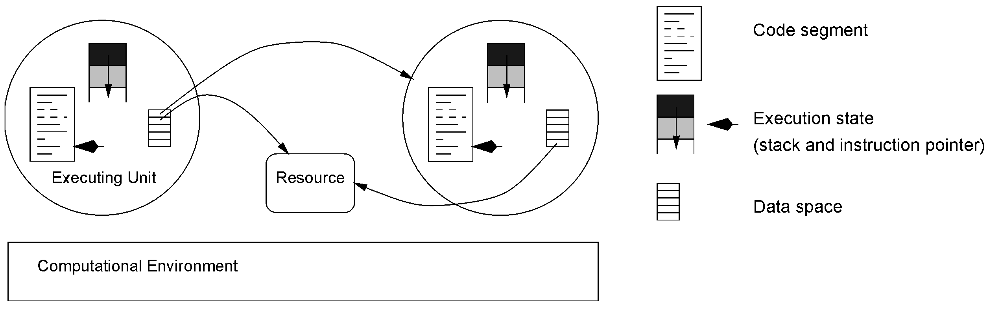 Code segment
Execution state
(stack and instruction pointer)
Executing Unit
Resource
Data space
Computational Environment